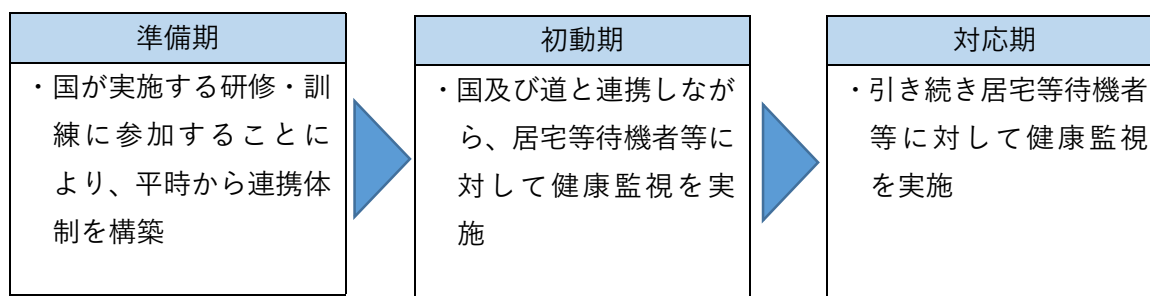 準備期
・国が実施する研修・訓
練に参加することに
より、平時から連携体
制を構築
初動期
・国及び道と連携しなが
ら、居宅等待機者等に
対して健康監視を実
施
対応期
・引き続き居宅等待機者
等に対して健康監視
を実施